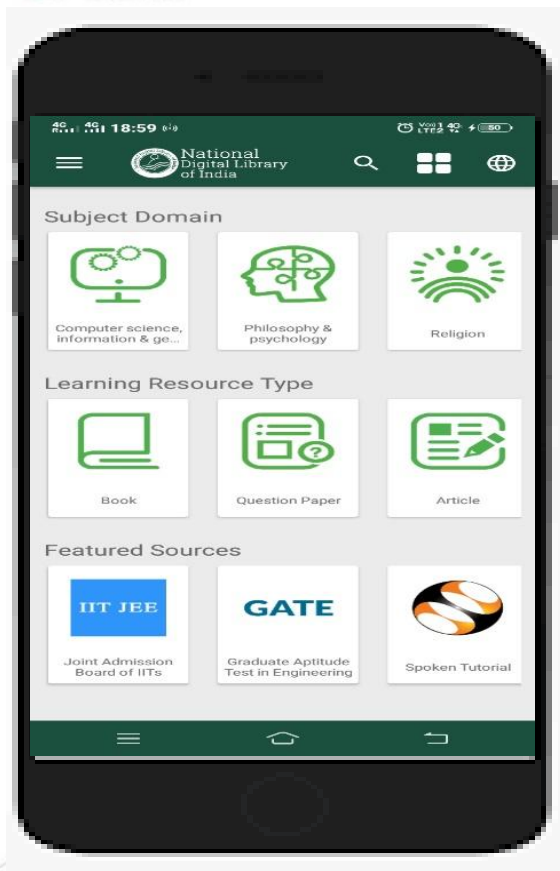 18:59
50
National
Digital Library
of India
Subject Domain
Computer science,
information & ge...
Philosophy &
psychology
Religion
Learning Resource Type
Book
Question Paper
Article
Featured Sources
IIT JEE
Joint Admission
Board of IITs
GATE
Graduate Aptitude
Test in Engineering
Spoken Tutorial